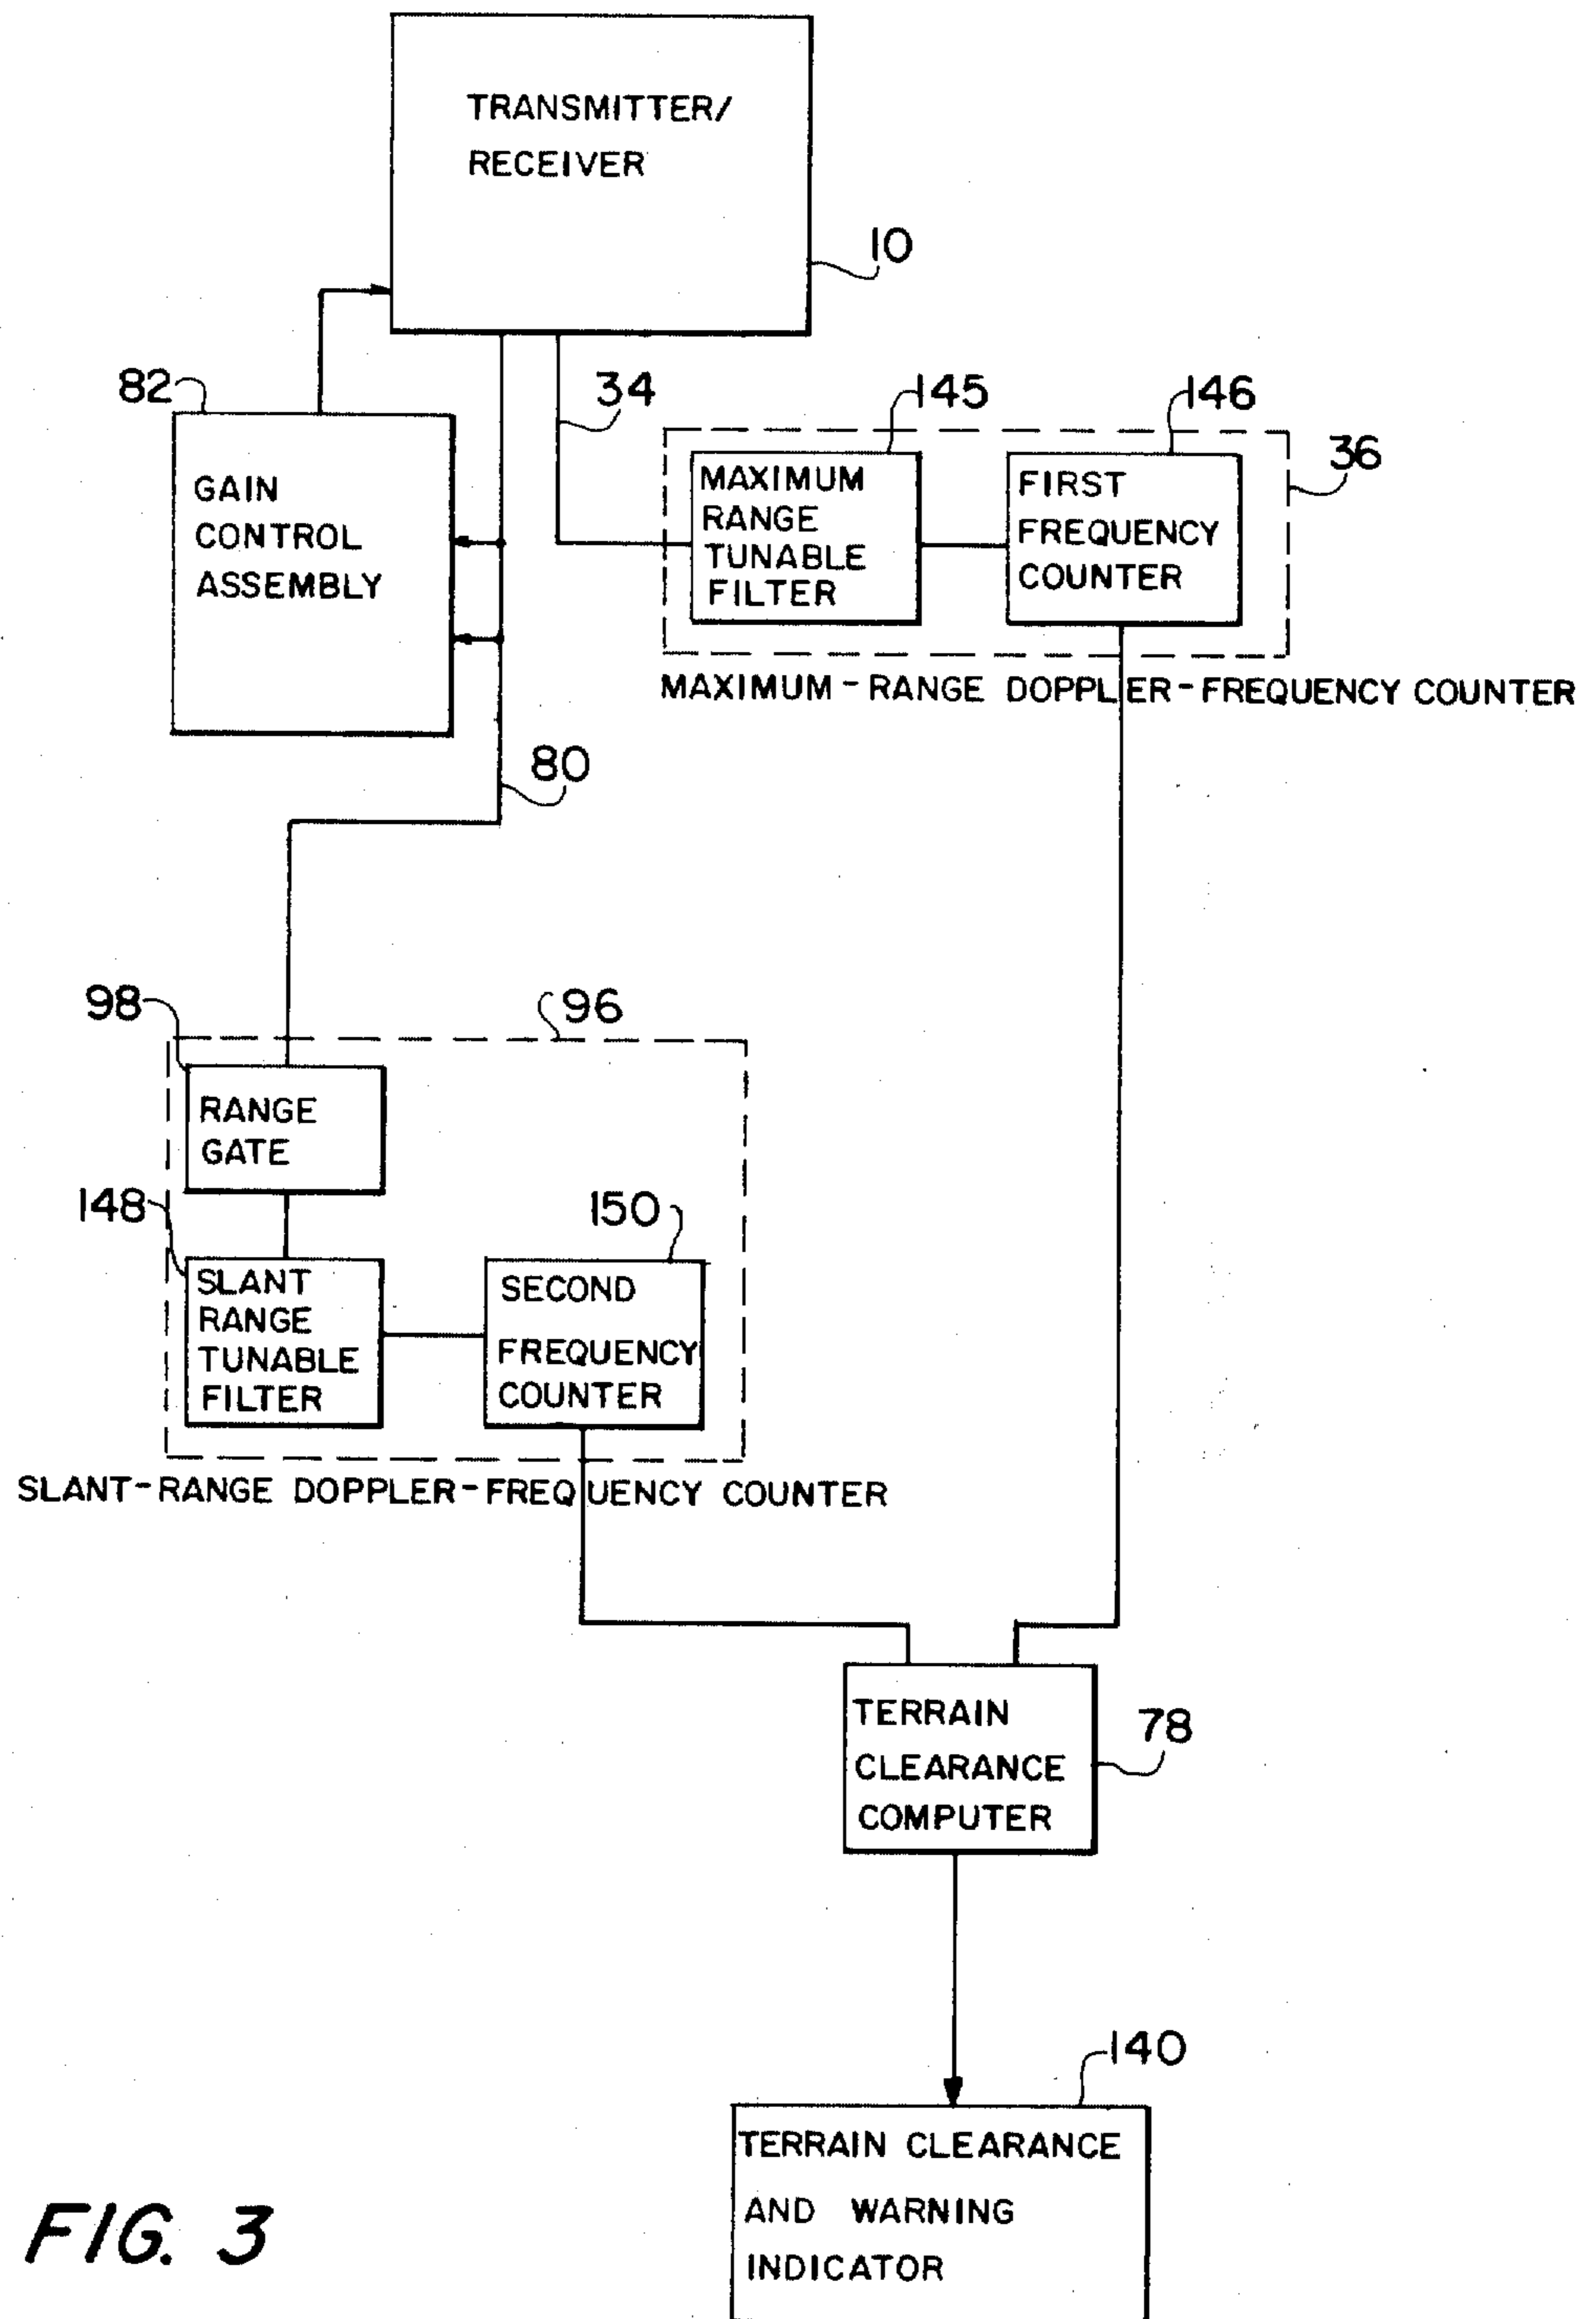 TRANSMITTER/
RECEIVER
10
82
34
145
146
36
GAIN
CONTROL
ASSEMBLY
MAXIMUM
RANGE
TUNABLE
FILTER
FIRST
FREQUENCY
COUNTER
MAXIMUM-RANGE DOPPLER-FREQUENCY COUNTER
80
98
96
RANGE
GATE
148
150
SLANT
RANGE
TUNABLE
FILTER
SECOND
FREQUENCY
COUNTER
SLANT-RANGE DOPPLER-FREQUENCY COUNTER
TERRAIN
CLEARANCE
COMPUTER
78
140
TERRAIN CLEARANCE
AND WARNING
INDICATOR
FIG. 3